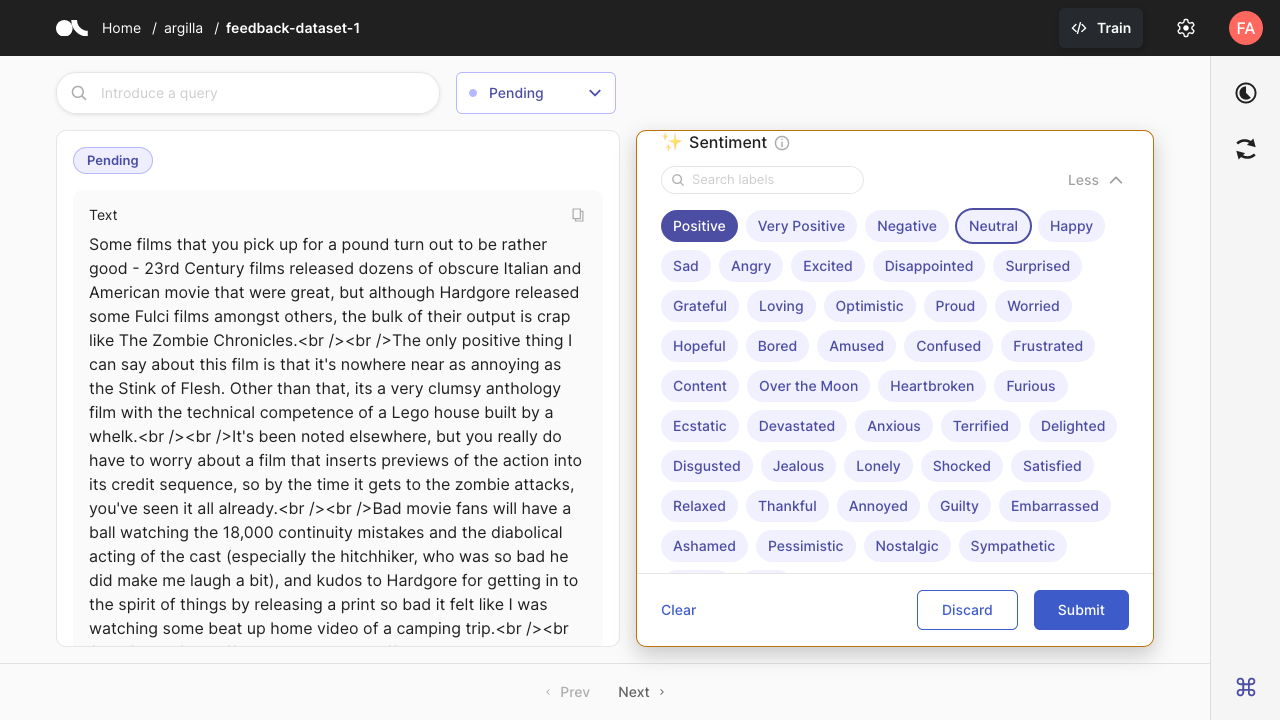 Home / argilla / feedback-dataset-1
Train
FA
Introduce a query
Pending
Pending
Text
Some films that you pick up for a pound turn out to be rather
good - 23rd Century films released dozens of obscure Italian and
American movie that were great, but although Hardgore released
some Fulci films amongst others, the bulk of their output is crap
like The Zombie Chronicles.<br /><br />The only positive thing I
can say about this film is that it's nowhere near as annoying as
the Stink of Flesh. Other than that, its a very clumsy anthology
film with the technical competence of a Lego house built by a
whelk.<br /><br />It's been noted elsewhere, but you really do
have to worry about a film that inserts previews of the action into
its credit sequence, so by the time it gets to the zombie attacks,
you've seen it all already.<br /><br />Bad movie fans will have a
ball watching the 18,000 continuity mistakes and the diabolical
acting of the cast (especially the hitchhiker, who was so bad he
did make me laugh a bit), and kudos to Hardgore for getting in to
the spirit of things by releasing a print so bad it felt like I was
watching some beat up home video of a camping trip.<br /><br
✨ Sentiment
Search labels
Less
Positive Very Positive Negative Neutral Happy
Sad Angry Excited Disappointed Surprised
Grateful Loving Optimistic Proud Worried
Hopeful Bored Amused Confused Frustrated
Content Over the Moon Heartbroken Furious
Ecstatic Devastated Anxious Terrified Delighted
Disgusted Jealous Lonely Shocked Satisfied
Relaxed Thankful Annoyed Guilty Embarrassed
Ashamed Pessimistic Nostalgic Sympathetic
Clear Discard Submit
‹ Prev Next ›